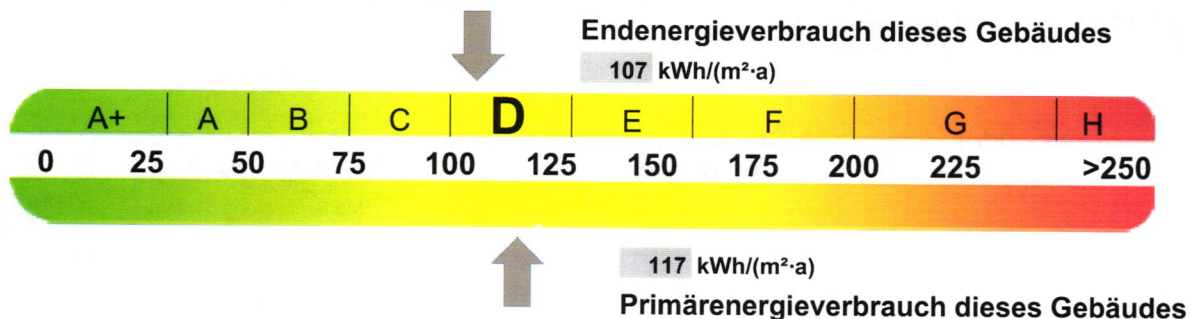 Endenergieverbrauch dieses Gebäudes
107 kWh/(m²·a)
A+ A B C D E F G H
0 25 50 75 100 125 150 175 200 225 >250
117 kWh/(m²·a)
Primärenergieverbrauch dieses Gebäudes